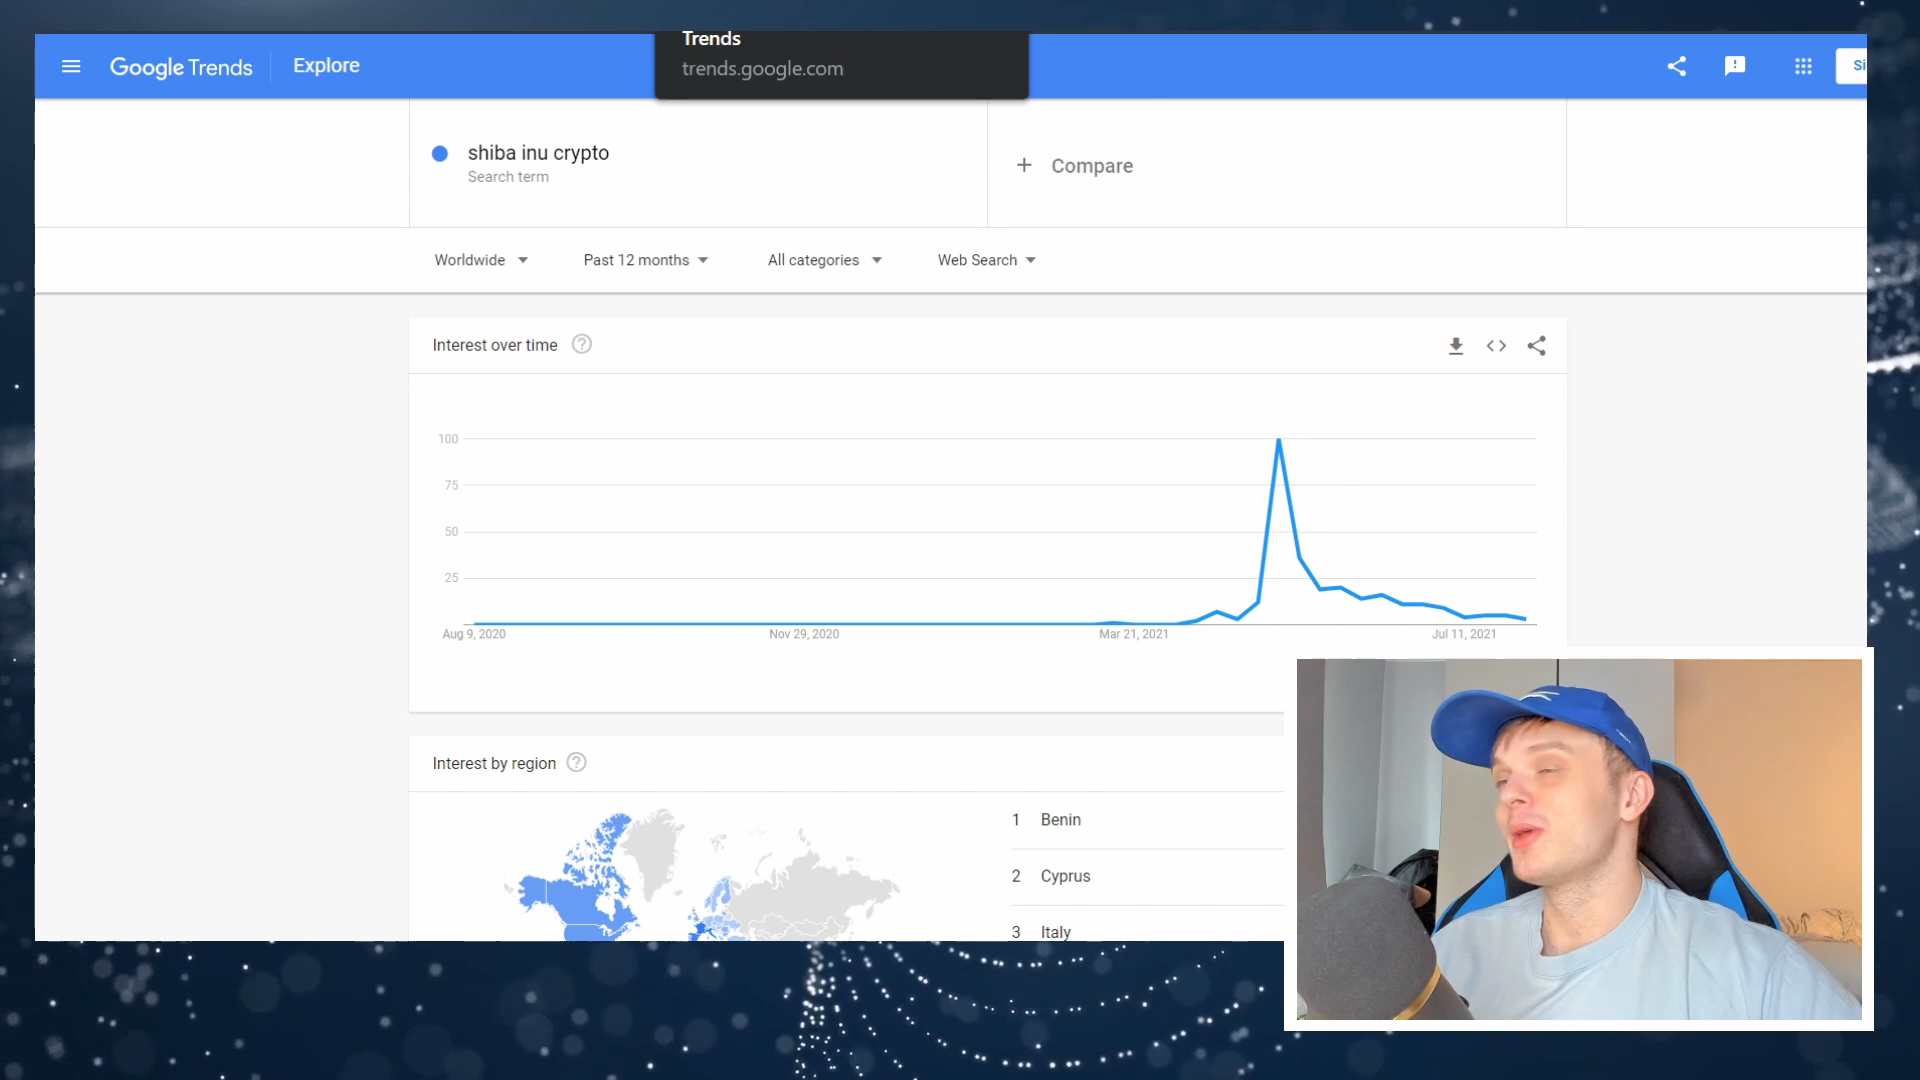 Trends
trends.google.com
Google Trends
Explore
Si
shiba inu crypto
Search term
+ Compare
Worldwide
Past 12 months
All categories
Web Search
Interest over time
100
75
50
25
Aug 9, 2020
Nov 29, 2020
Mar 21, 2021
Jul 11, 2021
Interest by region
1 Benin
2 Cyprus
3 Italy